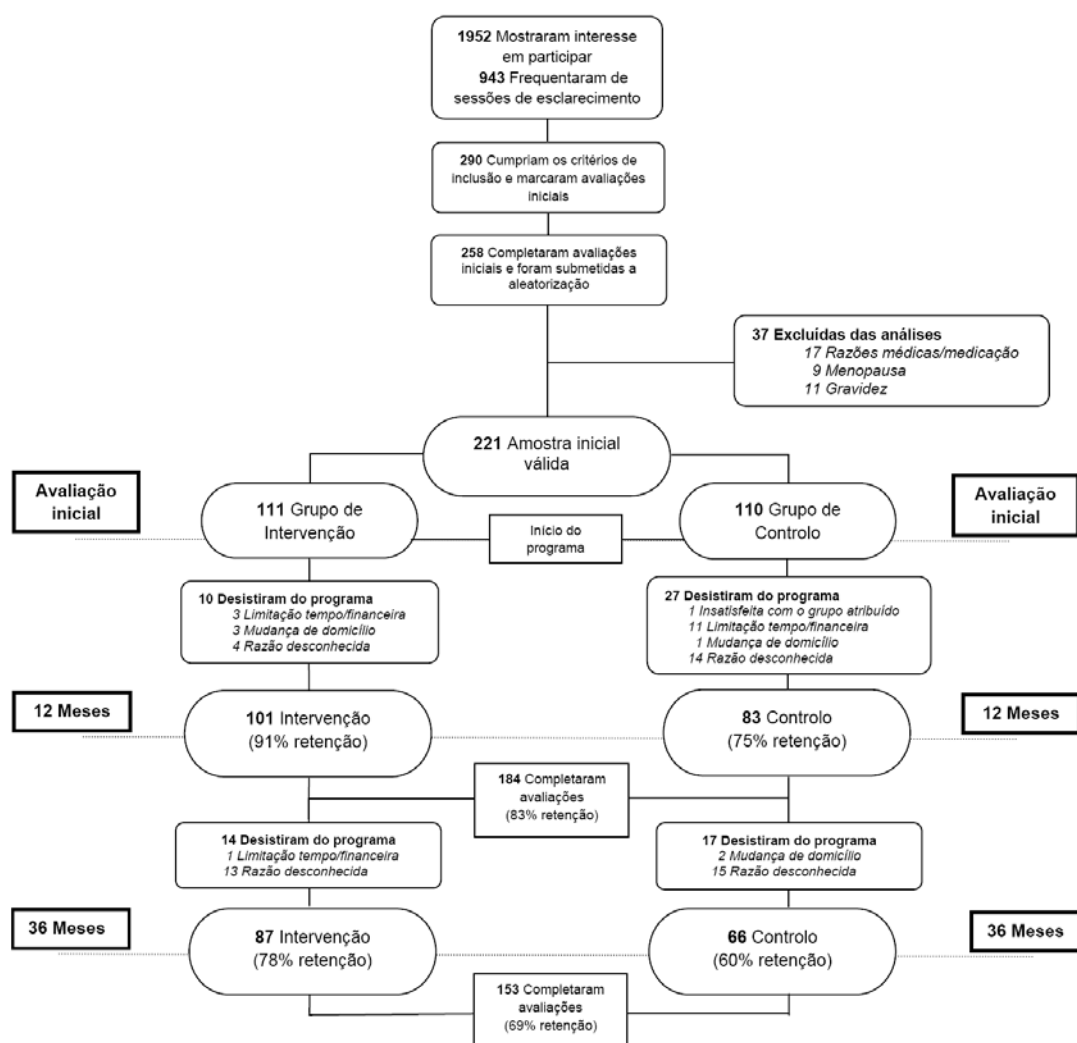 1952 Mostraram interesse
em participar
943 Frequentaram de
sessões de esclarecimento
290 Cumpriam os critérios de
inclusão e marcaram avaliações
iniciais
258 Completaram avaliações
iniciais e foram submetidas a
aleatorização
37 Excluídas das análises
17 Razões médicas/medicação
9 Menopausa
11 Gravidez
221 Amostra inicial
válida
Avaliação
inicial
111 Grupo de
Intervenção
Início do
programa
110 Grupo de
Controlo
Avaliação
inicial
10 Desistiram do programa
3 Limitação tempo/financeira
3 Mudança de domicílio
4 Razão desconhecida
27 Desistiram do programa
1 Insatisfeita com o grupo atribuído
11 Limitação tempo/financeira
1 Mudança de domicílio
14 Razão desconhecida
12 Meses
101 Intervenção
(91% retenção)
83 Controlo
(75% retenção)
12 Meses
184 Completaram
avaliações
(83% retenção)
14 Desistiram do programa
1 Limitação tempo/financeira
13 Razão desconhecida
17 Desistiram do programa
2 Mudança de domicílio
15 Razão desconhecida
36 Meses
87 Intervenção
(78% retenção)
66 Controlo
(60% retenção)
36 Meses
153 Completaram
avaliações
(69% retenção)